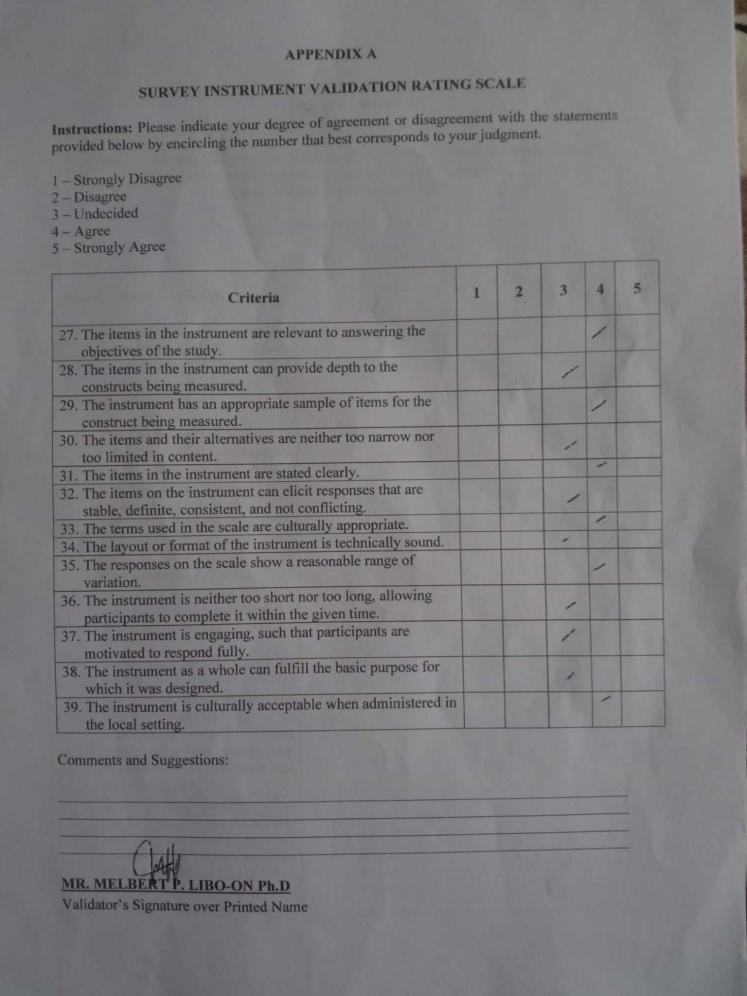 APPENDIX A
SURVEY INSTRUMENT VALIDATION RATING SCALE
Instructions: Please indicate your degree of agreement or disagreement with the statements
provided below by encircling the number that best corresponds to your judgment.
1 – Strongly Disagree
2 – Disagree
3 – Undecided
4 – Agree
5 – Strongly Agree
Criteria 1 2 3 4 5
27. The items in the instrument are relevant to answering the
objectives of the study.
28. The items in the instrument can provide depth to the
constructs being measured.
29. The instrument has an appropriate sample of items for the
construct being measured.
30. The items and their alternatives are neither too narrow nor
too limited in content.
31. The items in the instrument are stated clearly.
32. The items on the instrument can elicit responses that are
stable, definite, consistent, and not conflicting.
33. The terms used in the scale are culturally appropriate.
34. The layout or format of the instrument is technically sound.
35. The responses on the scale show a reasonable range of
variation.
36. The instrument is neither too short nor too long, allowing
participants to complete it within the given time.
37. The instrument is engaging, such that participants are
motivated to respond fully.
38. The instrument as a whole can fulfill the basic purpose for
which it was designed.
39. The instrument is culturally acceptable when administered in
the local setting.
Comments and Suggestions:
MR. MELBERT P. LIBO-ON Ph.D
Validator's Signature over Printed Name